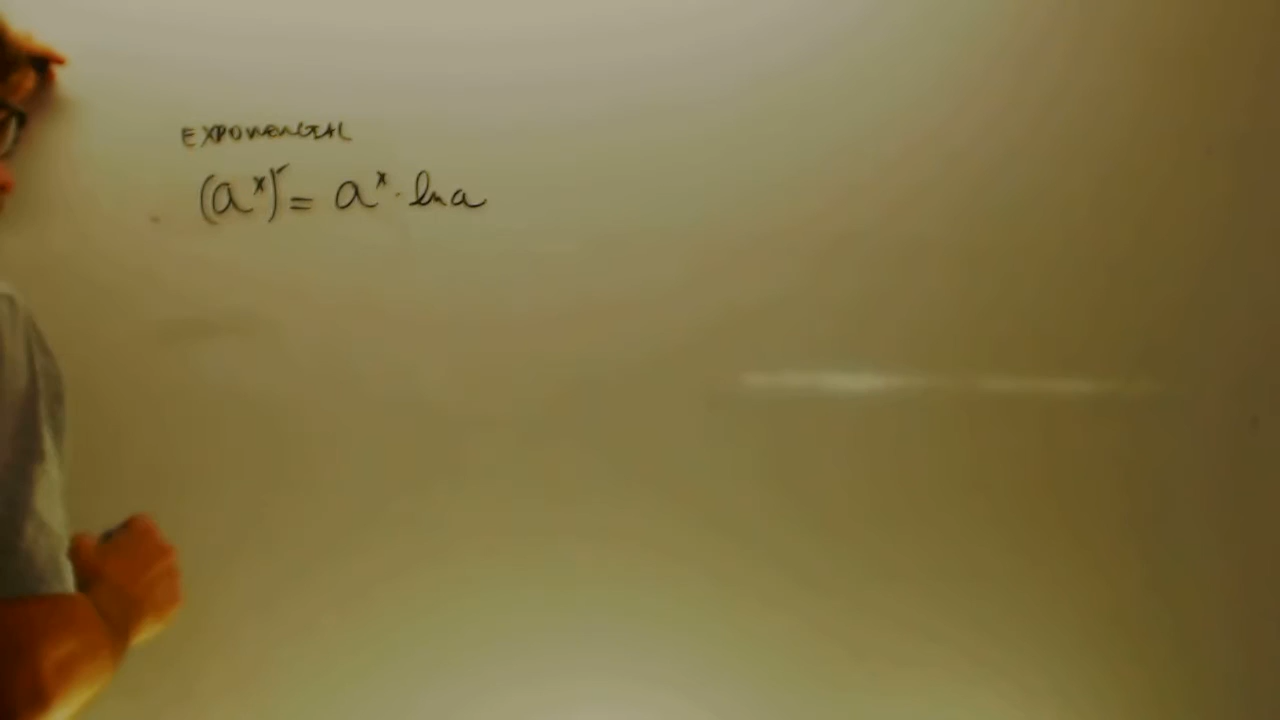 EXPONENCIAL
(a^x)' = a^x · ln a